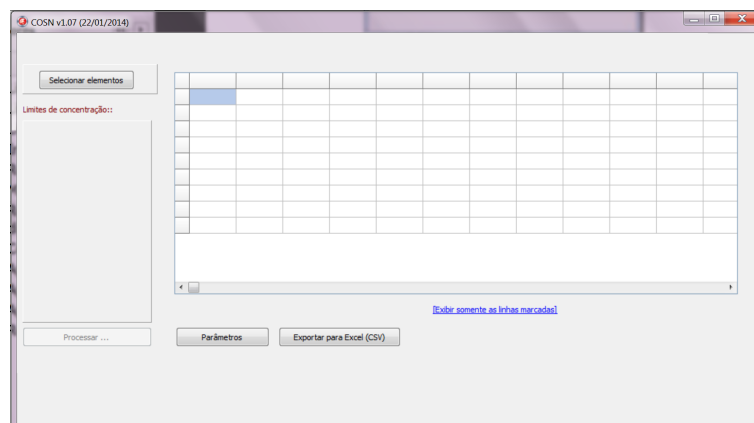 COSN v1.07 (22/01/2014)
Selecionar elementos
Limites de concentração::
[Exibir somente as linhas marcadas]
Processar ...
Parâmetros
Exportar para Excel (CSV)